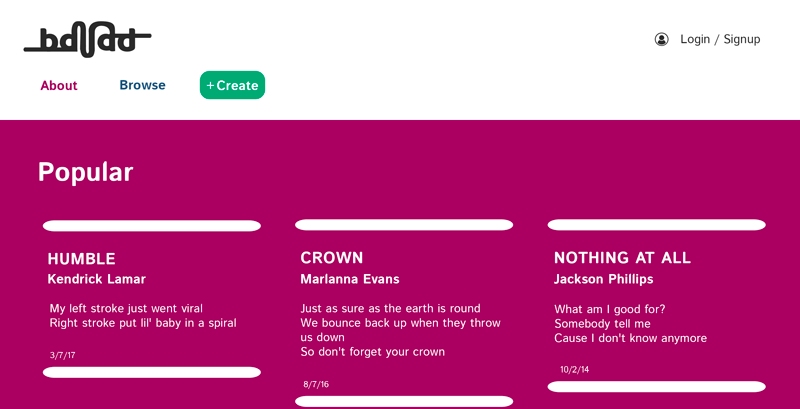 Login / Signup
About
Browse
+ Create
Popular
HUMBLE
Kendrick Lamar
My left stroke just went viral
Right stroke put lil' baby in a spiral
3/7/17
CROWN
Marlanna Evans
Just as sure as the earth is round
We bounce back up when they throw
us down
So don't forget your crown
8/7/16
NOTHING AT ALL
Jackson Phillips
What am I good for?
Somebody tell me
Cause I don't know anymore
10/2/14